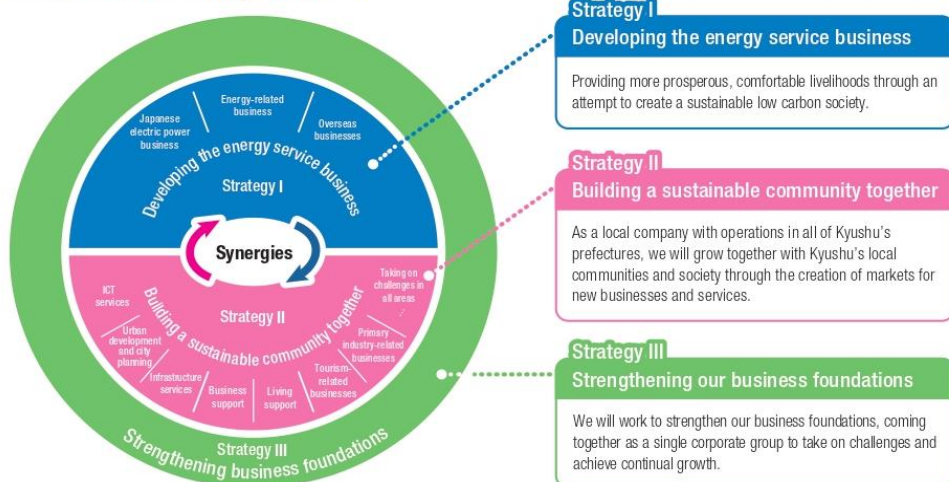 Strategy I
Developing the energy service business
Providing more prosperous, comfortable livelihoods through an
attempt to create a sustainable low carbon society.
Strategy II
Building a sustainable community together
As a local company with operations in all of Kyushu's
prefectures, we will grow together with Kyushu's local
communities and society through the creation of markets for
new businesses and services.
Strategy III
Strengthening our business foundations
We will work to strengthen our business foundations, coming
together as a single corporate group to take on challenges and
achieve continual growth.
Japanese
electric power
business
Energy-related
business
Overseas
businesses
Developing the energy service business
Strategy I
Synergies
Strategy II
Building a sustainable community together
ICT
services
Urban
development
and city
planning
Infrastructure
services
Business
support
Living
support
Tourism-
related
businesses
Primary
industry-related
businesses
Taking on
challenges in
all areas
Strategy III
Strengthening business foundations